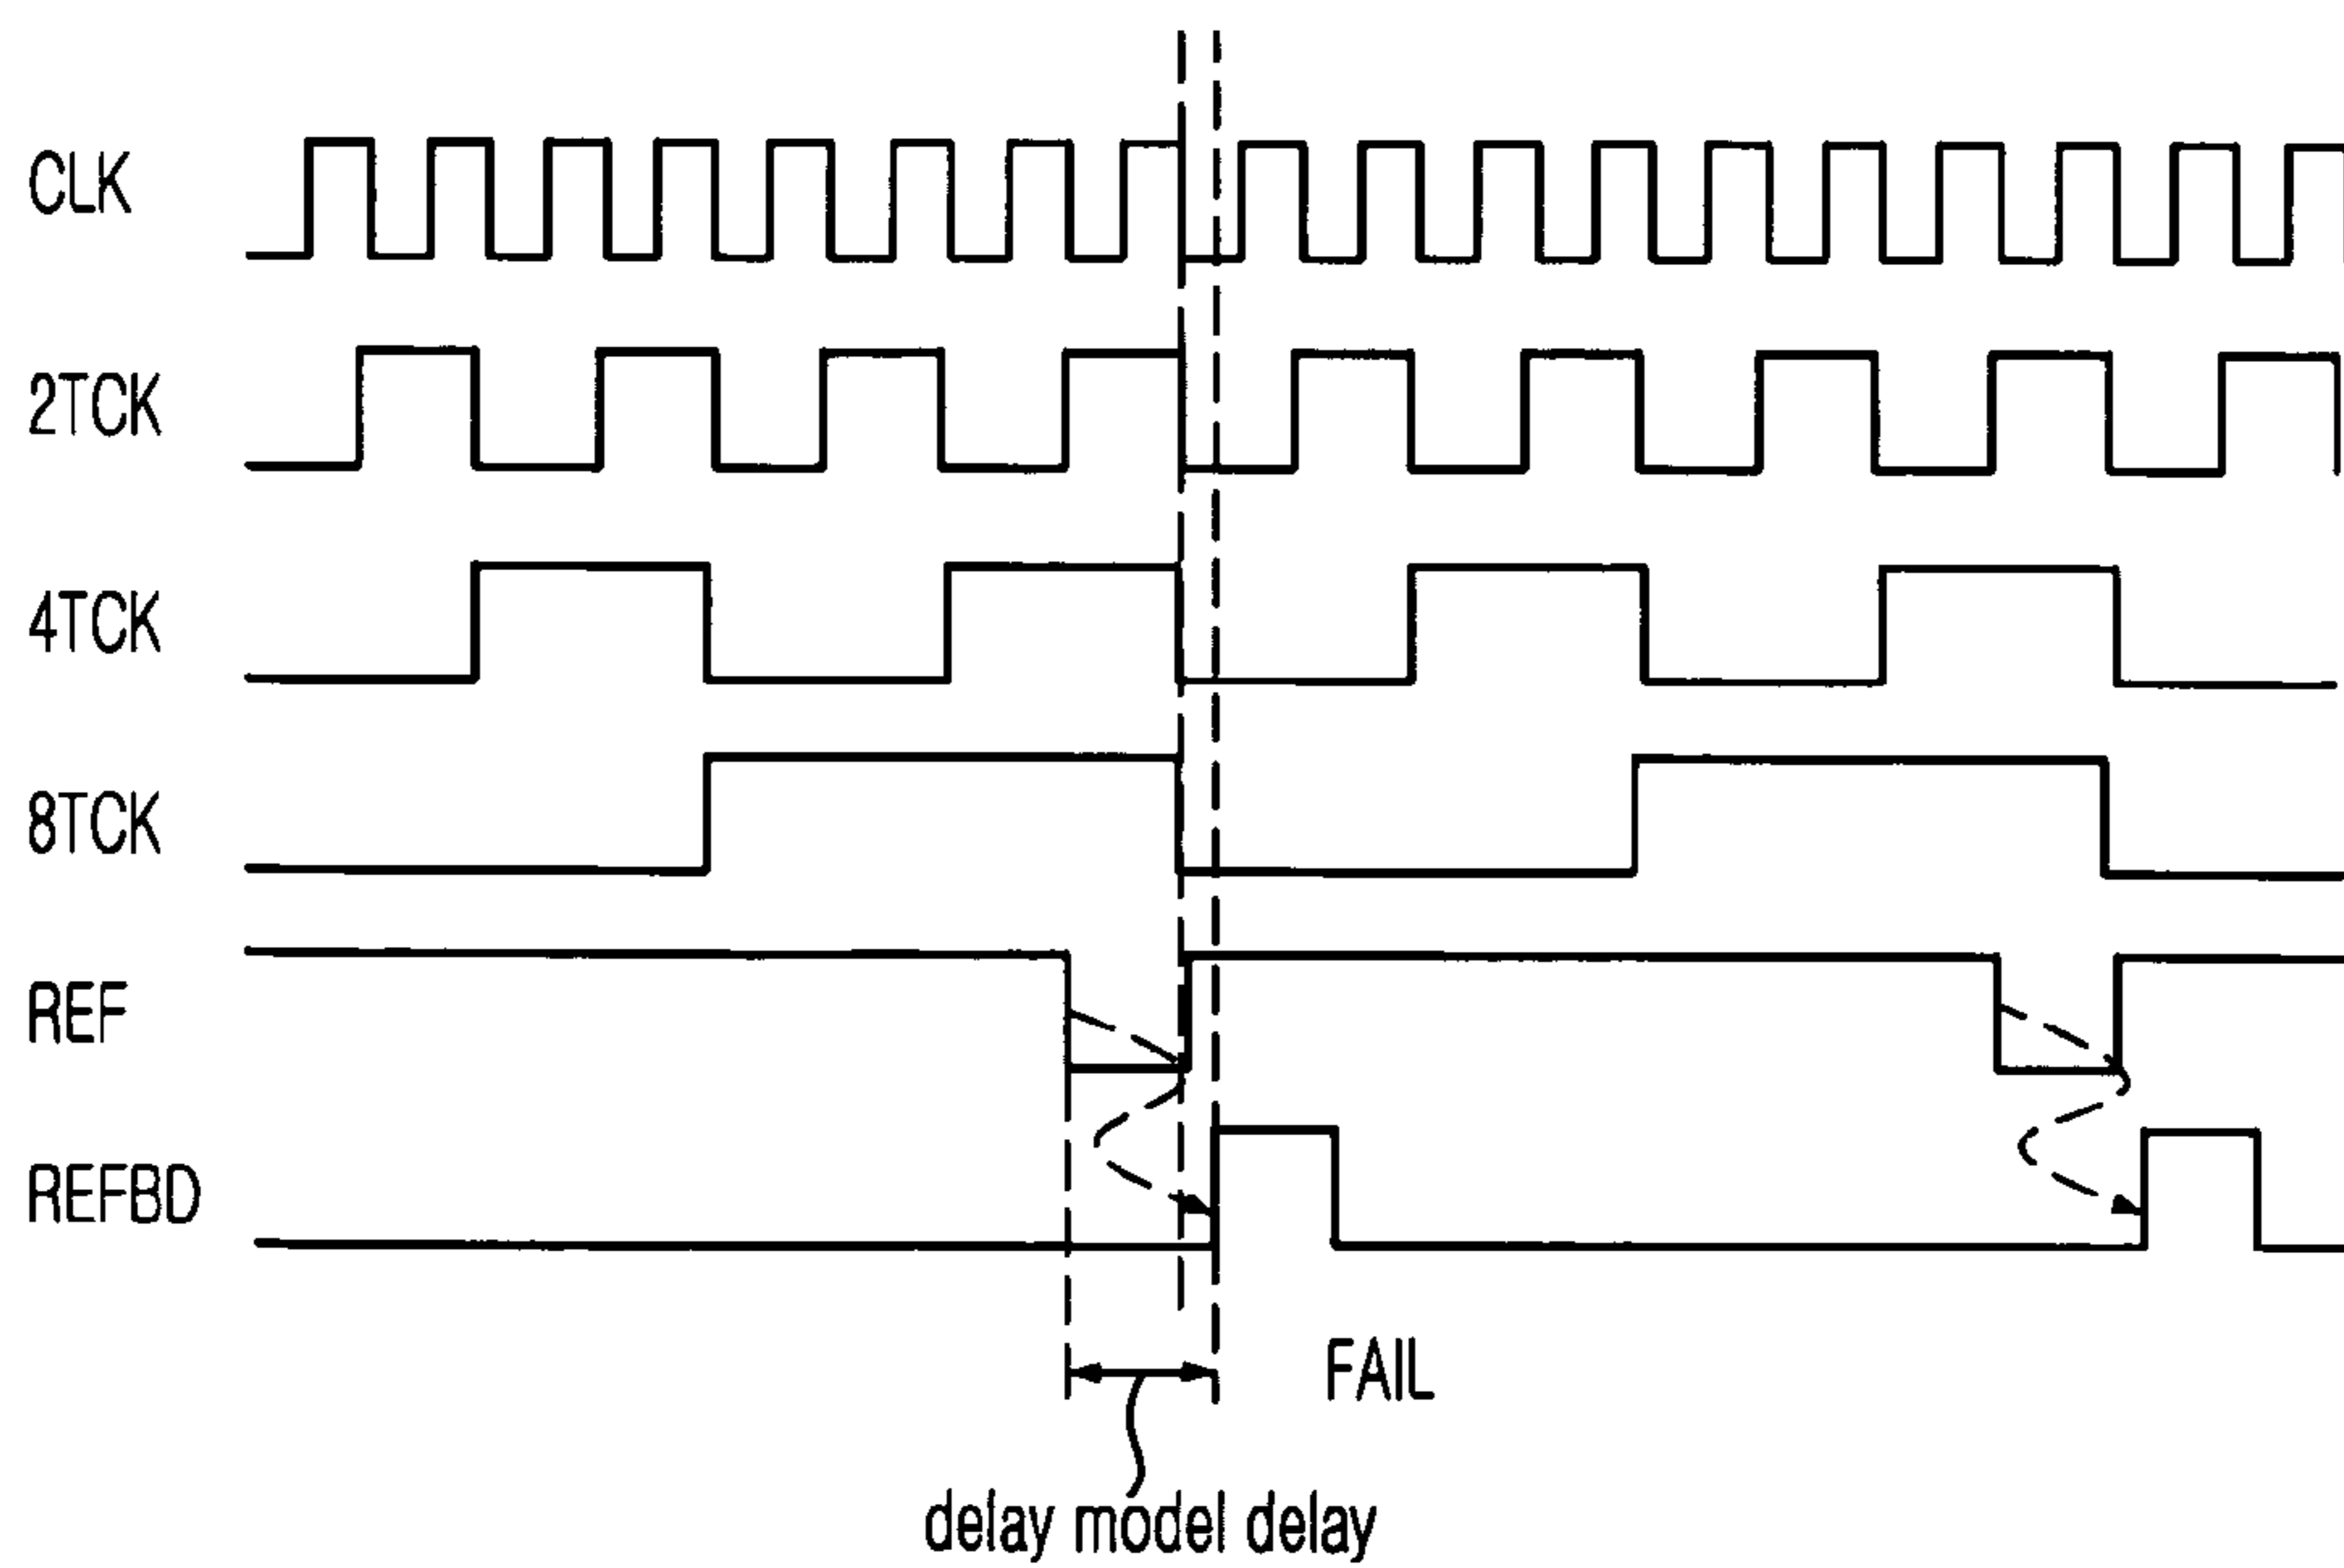 CLK
2TCK
4TCK
8TCK
REF
REFBD
FAIL
delay model delay